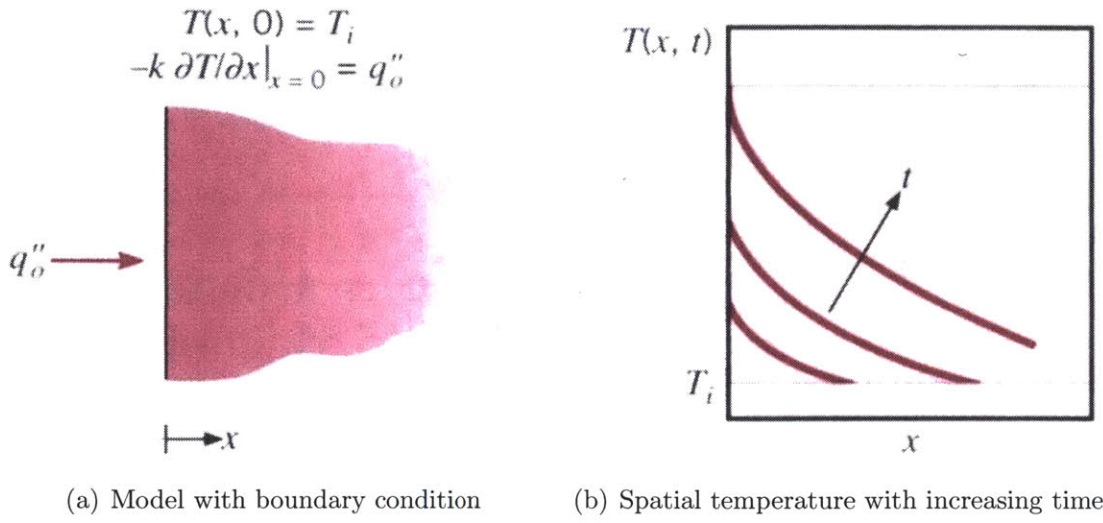 T(x, 0) = T_i
−k ∂T/∂x|_{x = 0} = q''_o
q''_o
x
T(x, t)
t
T_i
x
(a) Model with boundary condition
(b) Spatial temperature with increasing time